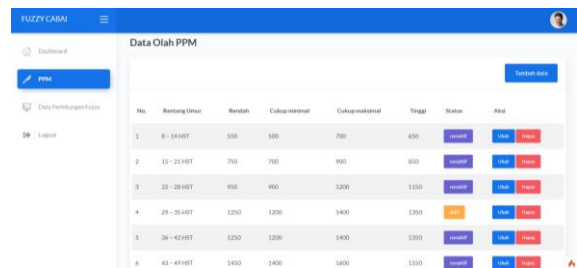 FUZZY CABAI
Data Olah PPM
Dashboard
PPM
Data Perhitungan Fuzzy
Logout
Tambah data
No. Rentang Umur Rendah Cukup minimal Cukup maksimal Tinggi Status Aksi
1 8 - 14 HST 550 500 700 650 nonaktif Ubah Hapus
2 15 - 21 HST 750 700 900 850 nonaktif Ubah Hapus
3 22 - 28 HST 950 900 1200 1150 nonaktif Ubah Hapus
4 29 - 35 HST 1250 1200 1400 1350 aktif Ubah Hapus
5 36 - 42 HST 1250 1200 1400 1350 nonaktif Ubah Hapus
6 43 - 49 HST 1450 1400 1600 1550 nonaktif Ubah Hapus